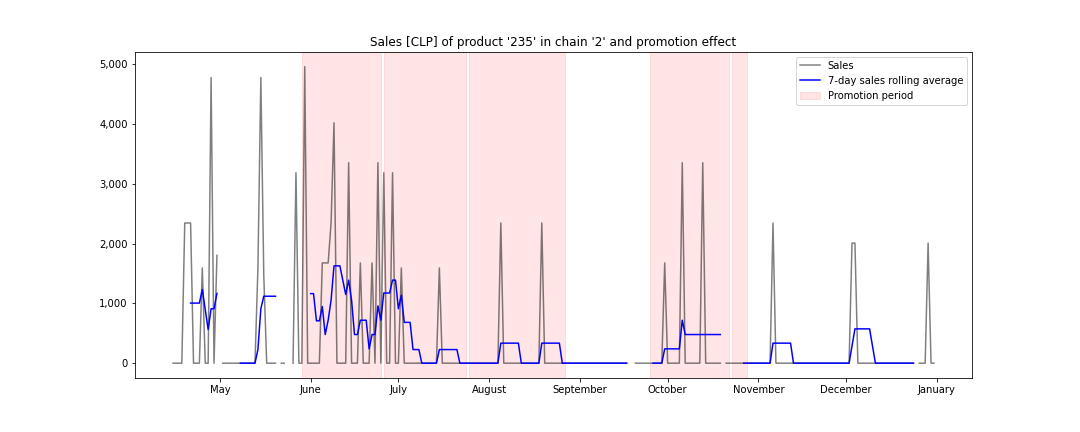 Sales [CLP] of product '235' in chain '2' and promotion effect
5,000
4,000
3,000
2,000
1,000
0
Sales
7-day sales rolling average
Promotion period
May June July August September October November December January